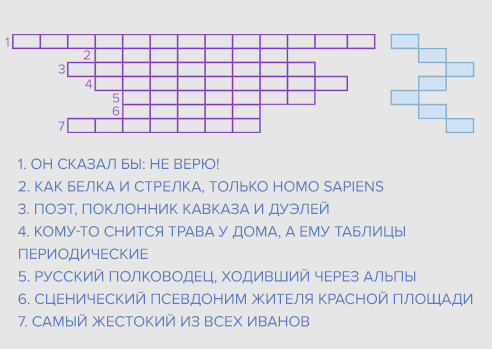 1
2
3
4
5
6
7
1. ОН СКАЗАЛ БЫ: НЕ ВЕРЮ!
2. КАК БЕЛКА И СТРЕЛКА, ТОЛЬКО HOMO SAPIENS
3. ПОЭТ, ПОКЛОННИК КАВКАЗА И ДУЭЛЕЙ
4. КОМУ-ТО СНИТСЯ ТРАВА У ДОМА, А ЕМУ ТАБЛИЦЫ
ПЕРИОДИЧЕСКИЕ
5. РУССКИЙ ПОЛКОВОДЕЦ, ХОДИВШИЙ ЧЕРЕЗ АЛЬПЫ
6. СЦЕНИЧЕСКИЙ ПСЕВДОНИМ ЖИТЕЛЯ КРАСНОЙ ПЛОЩАДИ
7. САМЫЙ ЖЕСТОКИЙ ИЗ ВСЕХ ИВАНОВ